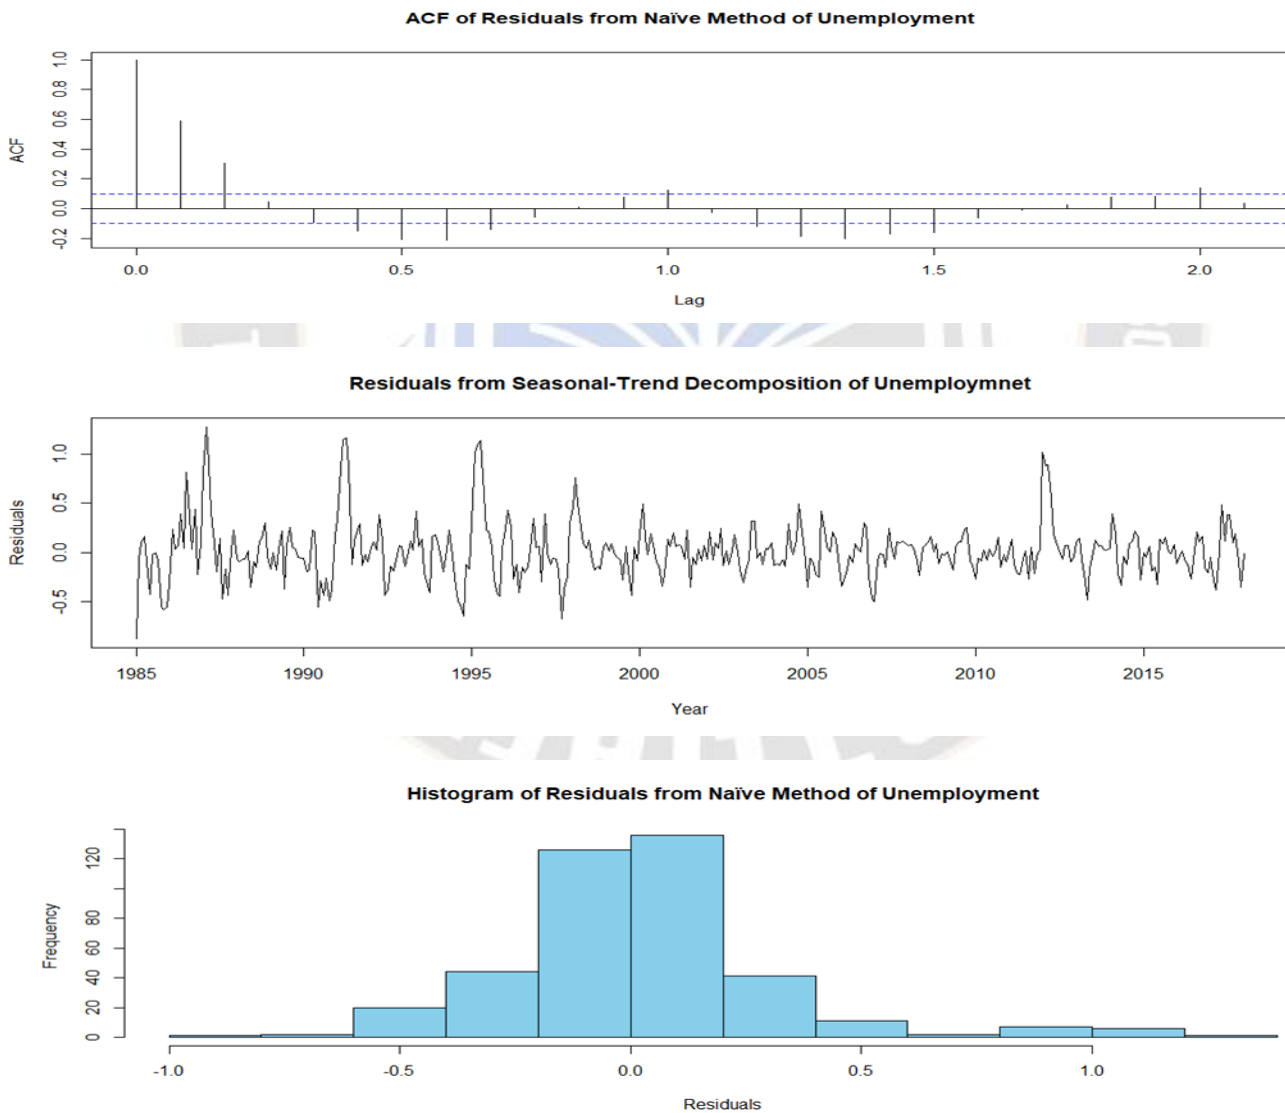 ACF of Residuals from Naïve Method of Unemployment
ACF
1.0
0.8
0.6
0.4
0.2
0.0
-0.2
0.0 0.5 1.0 1.5 2.0
Lag
Residuals from Seasonal-Trend Decomposition of Unemploymnet
Residuals
1.0
0.5
0.0
-0.5
1985 1990 1995 2000 2005 2010 2015
Year
Histogram of Residuals from Naïve Method of Unemployment
Frequency
120
80
60
40
20
0
-1.0 -0.5 0.0 0.5 1.0
Residuals